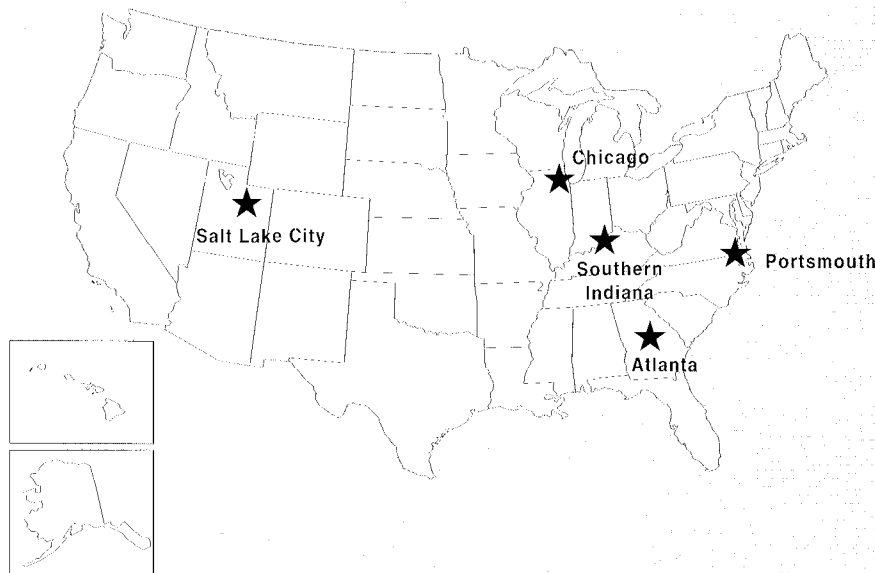 Chicago
Salt Lake City
Southern
Indiana
Portsmouth
Atlanta